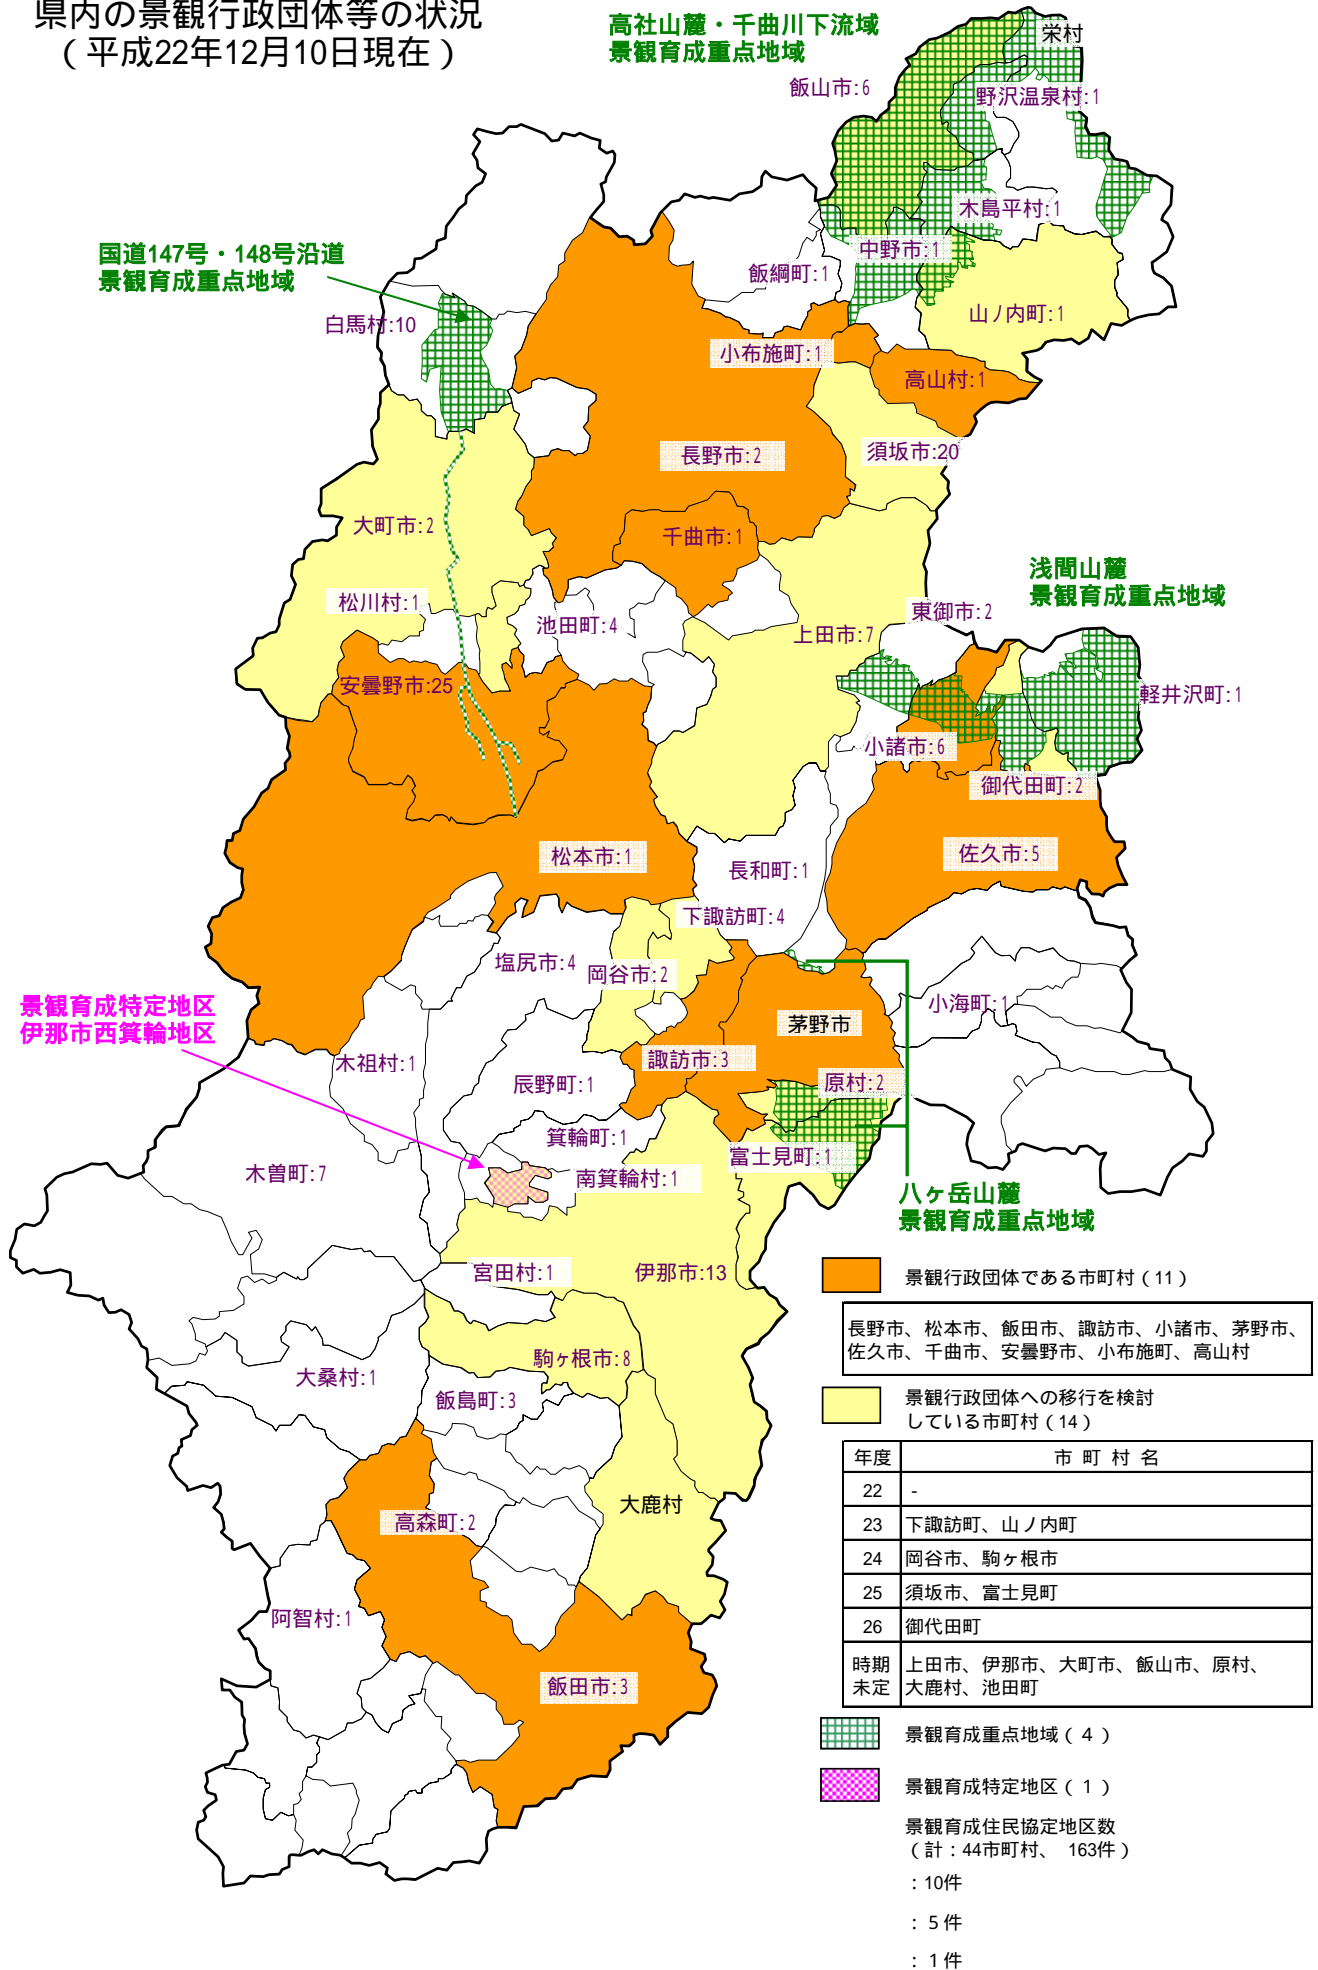 県内の景観行政団体等の状況
（平成22年12月10日現在）
高社山麓・千曲川下流域
景観育成重点地域
栄村
飯山市:6
野沢温泉村:1
木島平村:1
国道147号・148号沿道
景観育成重点地域
中野市:1
飯綱町:1
山ノ内町:1
白馬村:10
小布施町:1
高山村:1
長野市:2
須坂市:20
大町市:2
千曲市:1
浅間山麓
景観育成重点地域
松川村:1
池田町:4
東御市:2
上田市:7
安曇野市:25
軽井沢町:1
小諸市:6
御代田町:2
松本市:1
佐久市:5
長和町:1
下諏訪町:4
塩尻市:4
岡谷市:2
景観育成特定地区
伊那市西箕輪地区
小海町:1
茅野市
木祖村:1
諏訪市:3
辰野町:1
原村:2
箕輪町:1
富士見町:1
木曽町:7
南箕輪村:1
八ヶ岳山麓
景観育成重点地域
宮田村:1
伊那市:13
景観行政団体である市町村（11）
長野市、松本市、飯田市、諏訪市、小諸市、茅野市、
佐久市、千曲市、安曇野市、小布施町、高山村
駒ヶ根市:8
大桑村:1
飯島町:3
景観行政団体への移行を検討
している市町村（14）
年度 市町村名
22 -
23 下諏訪町、山ノ内町
24 岡谷市、駒ヶ根市
25 須坂市、富士見町
26 御代田町
時期
未定
上田市、伊那市、大町市、飯山市、原村、
大鹿村、池田町
大鹿村
高森町:2
阿智村:1
飯田市:3
景観育成重点地域（４）
景観育成特定地区（１）
景観育成住民協定地区数
（計：44市町村、 163件）
：10件
：５件
：１件